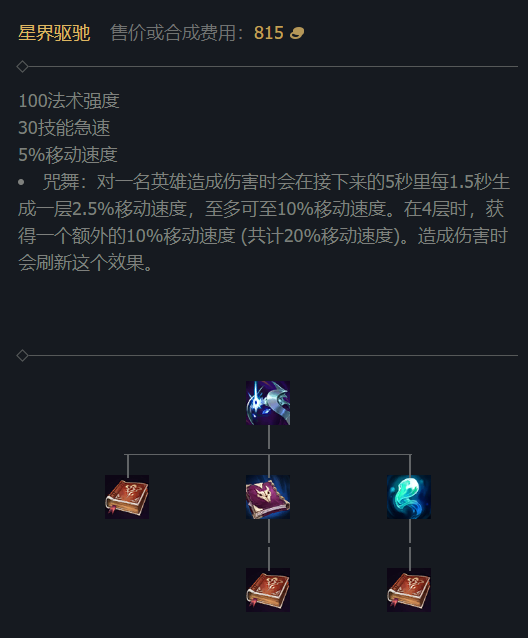 星界驱驰 售价或合成费用：815
100法术强度
30技能急速
5%移动速度
• 咒舞：对一名英雄造成伤害时会在接下来的5秒里每1.5秒生
成一层2.5%移动速度，至多可至10%移动速度。在4层时，获
得一个额外的10%移动速度 (共计20%移动速度)。造成伤害时
会刷新这个效果。